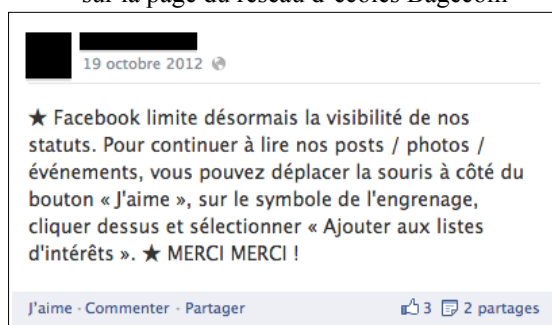 sur la page du réseau d'écoles Bagecom
19 octobre 2012
★ Facebook limite désormais la visibilité de nos
statuts. Pour continuer à lire nos posts / photos /
événements, vous pouvez déplacer la souris à côté du
bouton « J'aime », sur le symbole de l'engrenage,
cliquer dessus et sélectionner « Ajouter aux listes
d'intérêts ». ★ MERCI MERCI !
J'aime · Commenter · Partager 3 2 partages